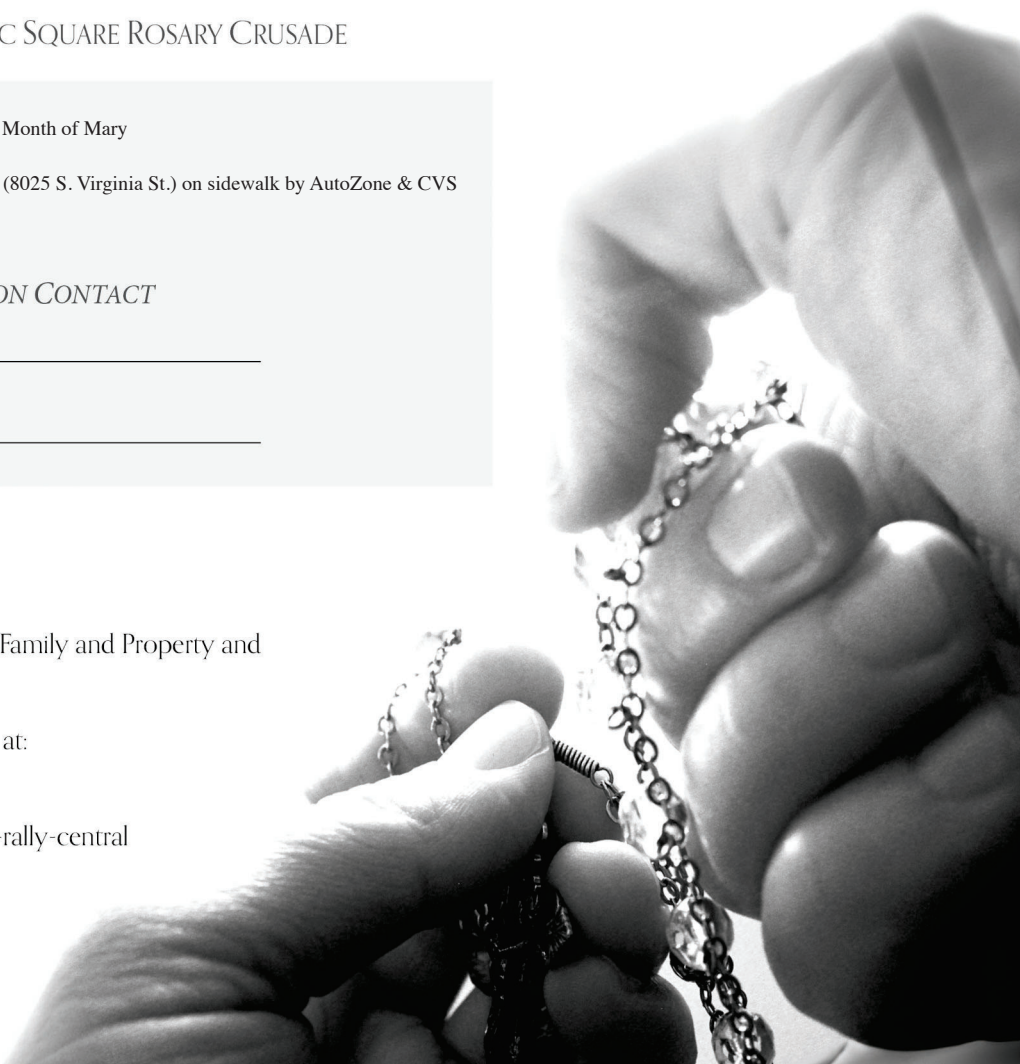 C SQUARE ROSARY CRUSADE
Month of Mary
(8025 S. Virginia St.) on sidewalk by AutoZone & CVS
ON CONTACT
Family and Property and
at:
-rally-central